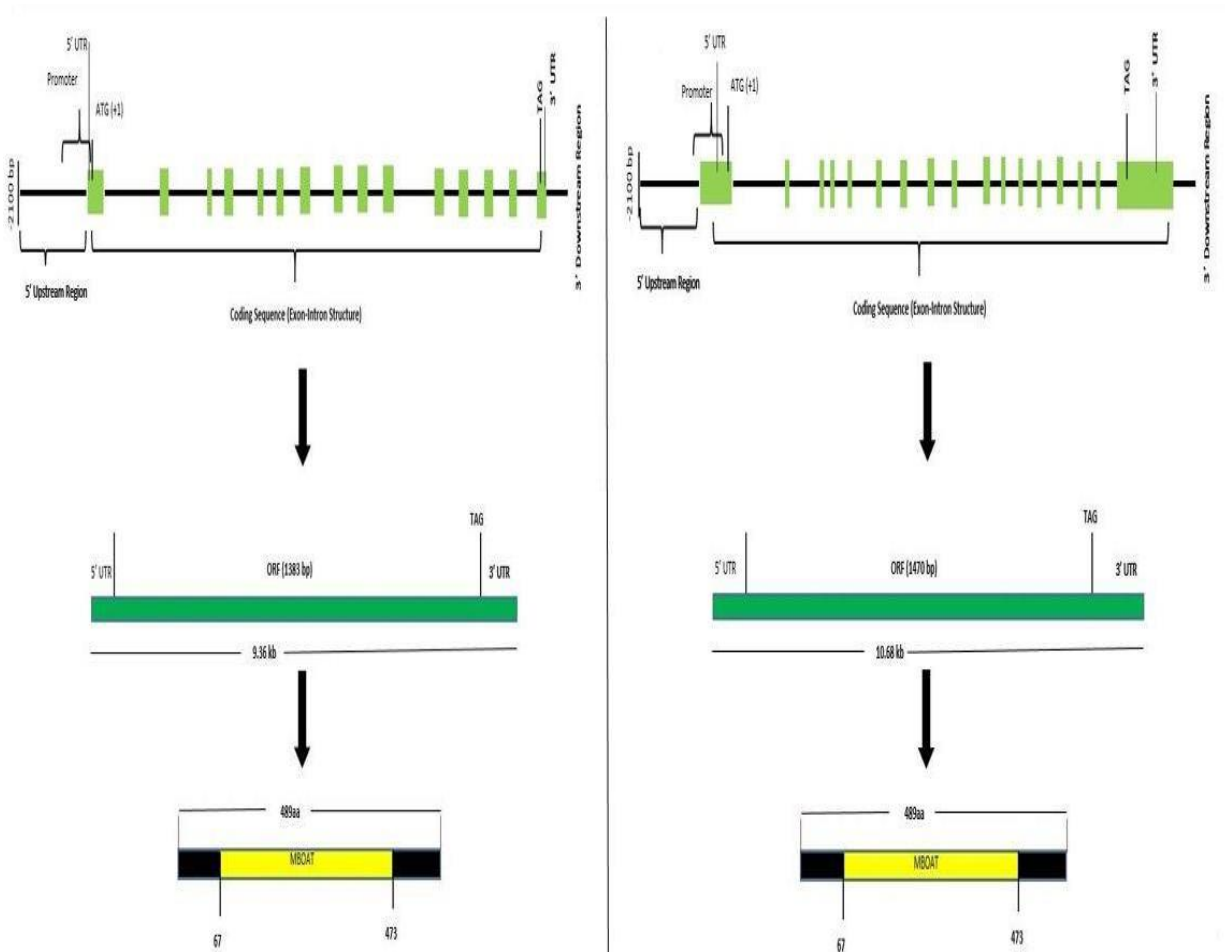 5' UTR
Promoter
ATG (+1)
TAG
3' UTR
-2100 bp
3' Downstream Region
5' Upstream Region
Coding Sequence (Exon-Intron Structure)
TAG
5' UTR
ORF (1383 bp)
3' UTR
9.36 kb
489aa
MBOAT
67
473
5' UTR
Promoter
ATG (+1)
TAG
3' UTR
-2100 bp
3' Downstream Region
5' Upstream Region
Coding Sequence (Exon-Intron Structure)
TAG
5' UTR
ORF (1470 bp)
3' UTR
10.68 kb
489aa
MBOAT
67
473